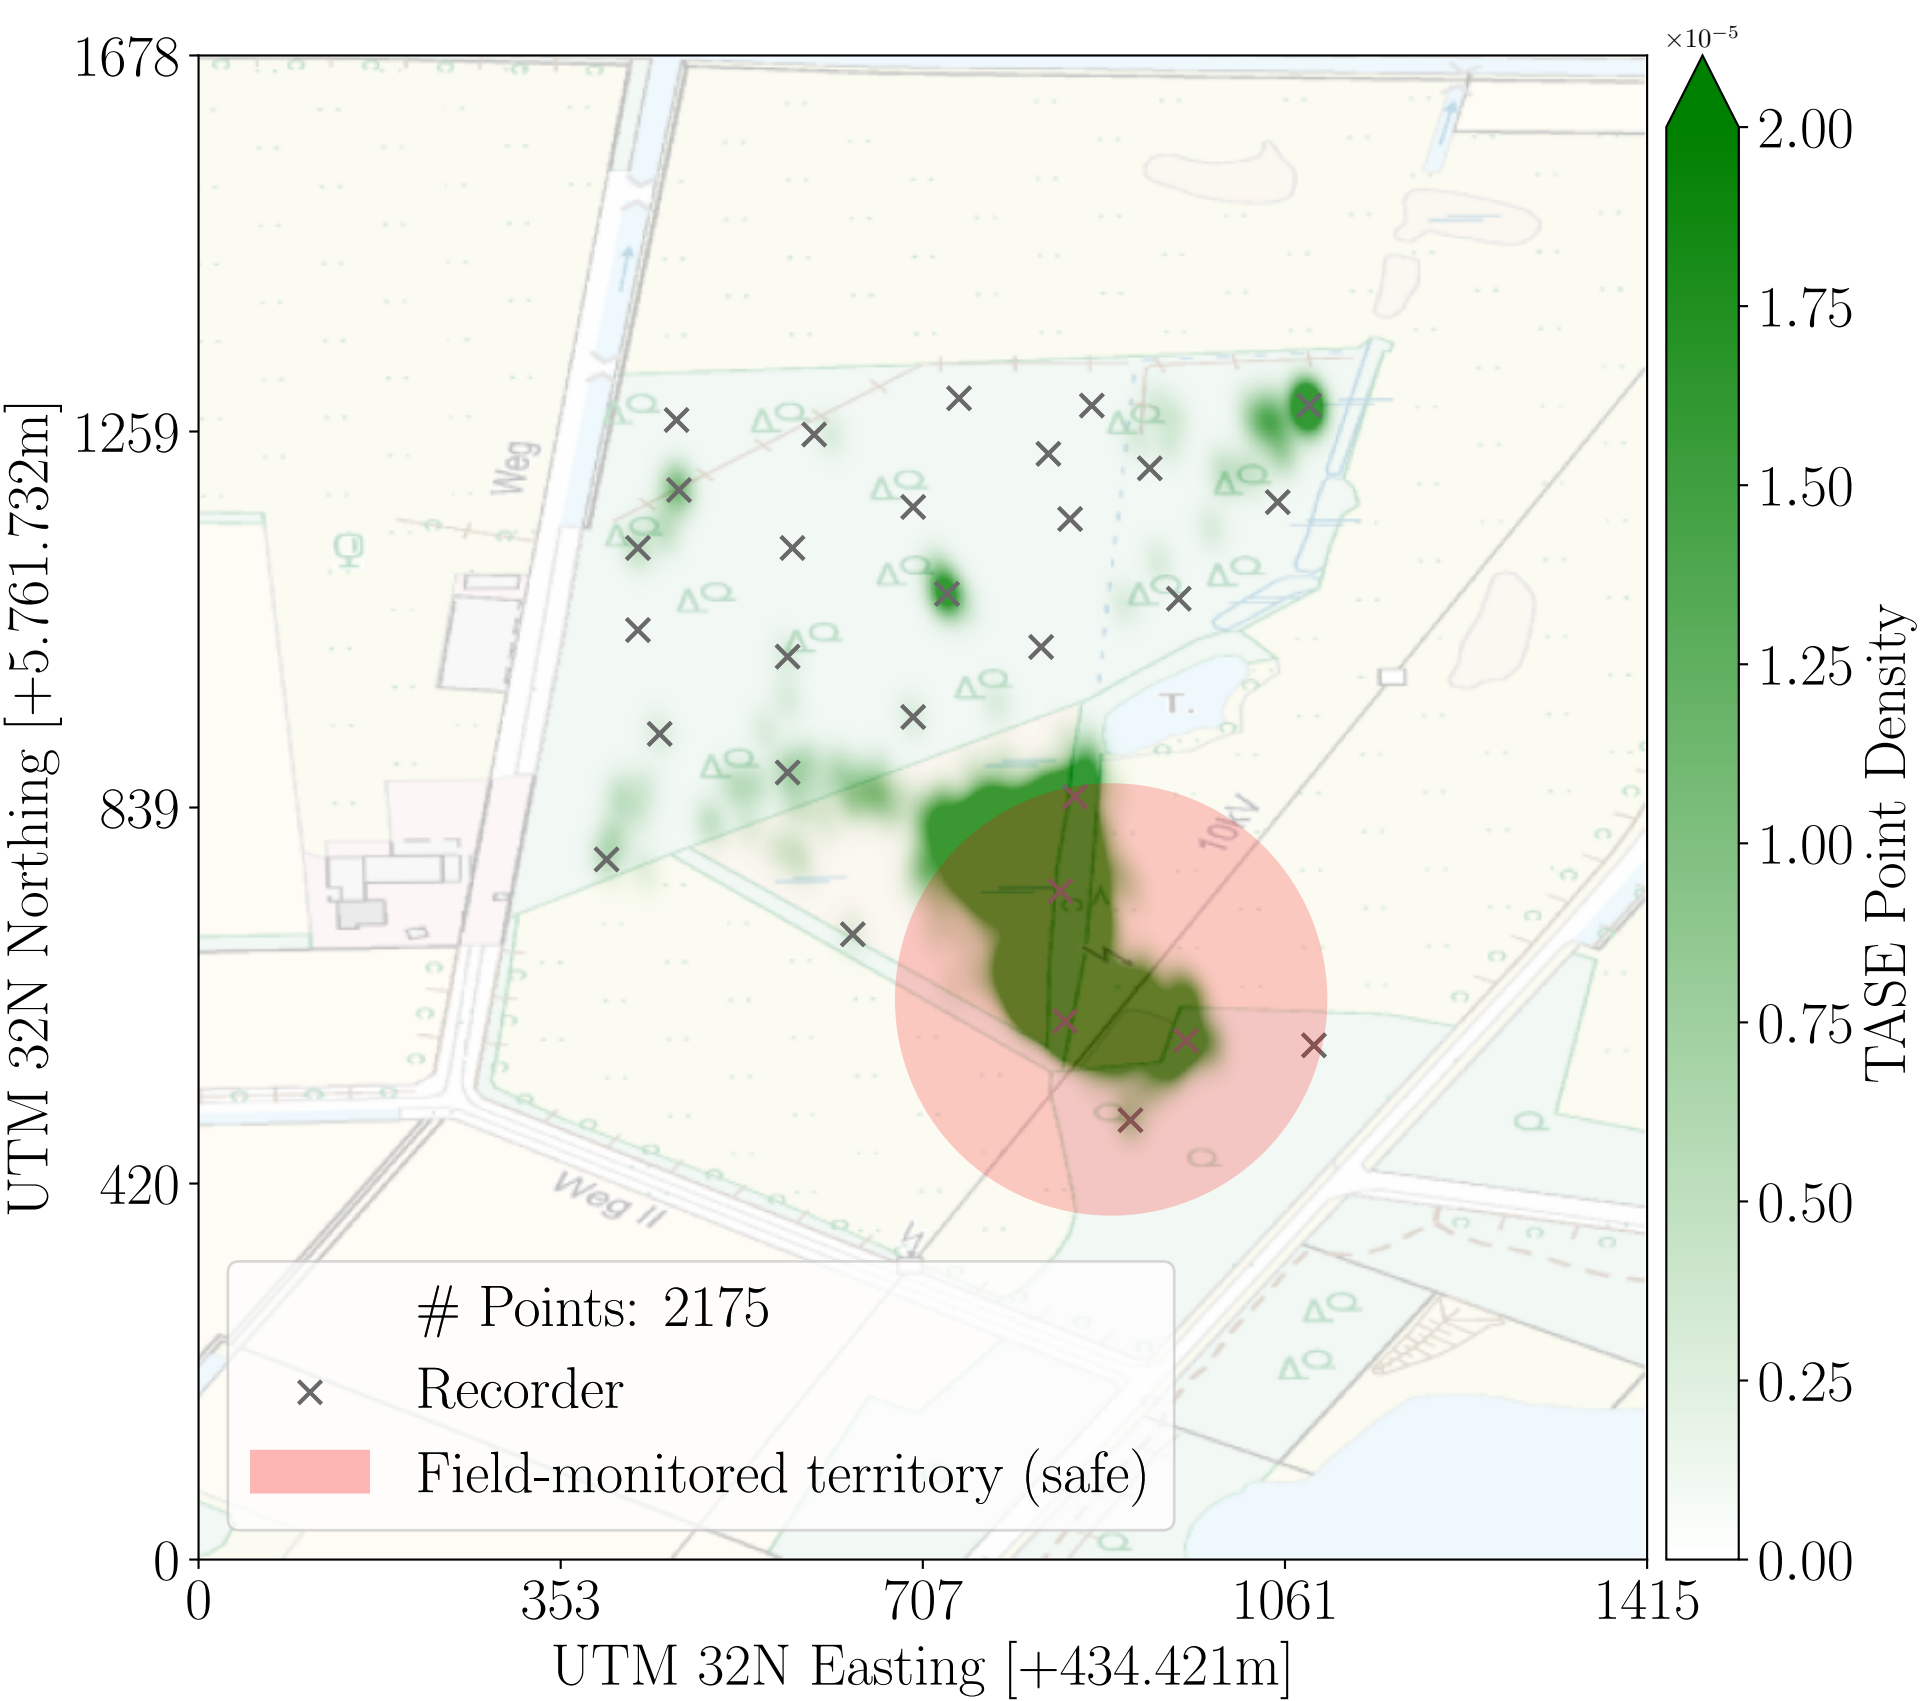 ×10⁻⁵
1678
1259
839
420
0
UTM 32N Northing [+5.761.732m]
Weg
T.
10kV
Weg II
# Points: 2175
Recorder
Field-monitored territory (safe)
0
353
707
1061
1415
UTM 32N Easting [+434.421m]
2.00
1.75
1.50
1.25
1.00
0.75
0.50
0.25
0.00
TASE Point Density